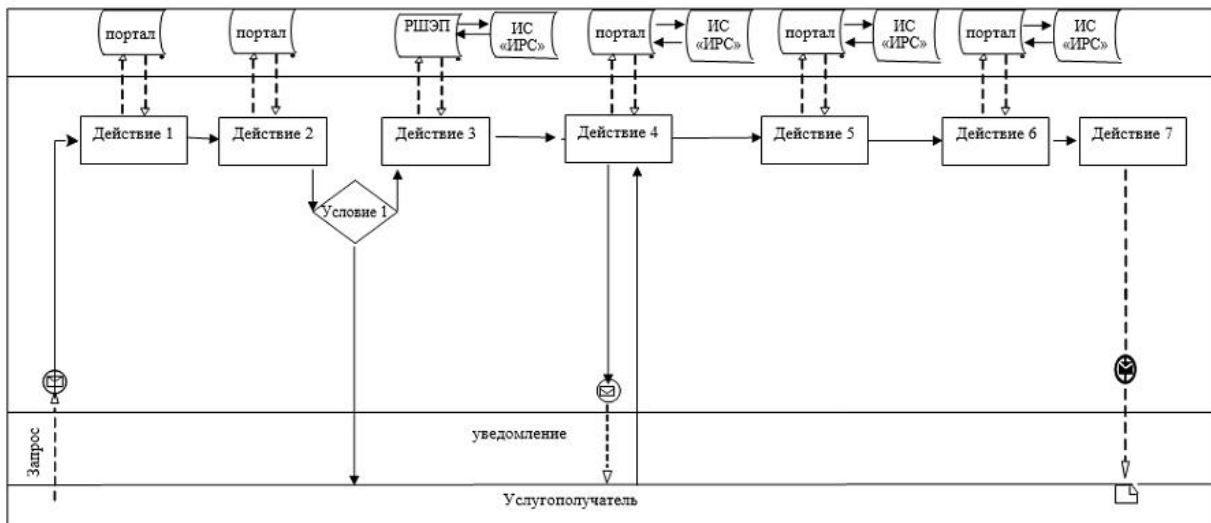 портал
портал
РШЭП
ИС
«ИРС»
портал
ИС
«ИРС»
портал
ИС
«ИРС»
портал
ИС
«ИРС»
Действие 1
Действие 2
Действие 3
Действие 4
Действие 5
Действие 6
Действие 7
Условие 1
Запрос
уведомление
Услугополучатель